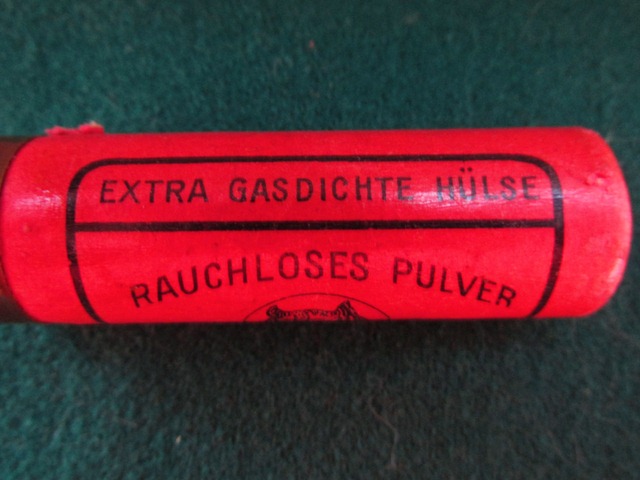 EXTRA GASDICHTE HÜLSE
RAUCHLOSES PULVER